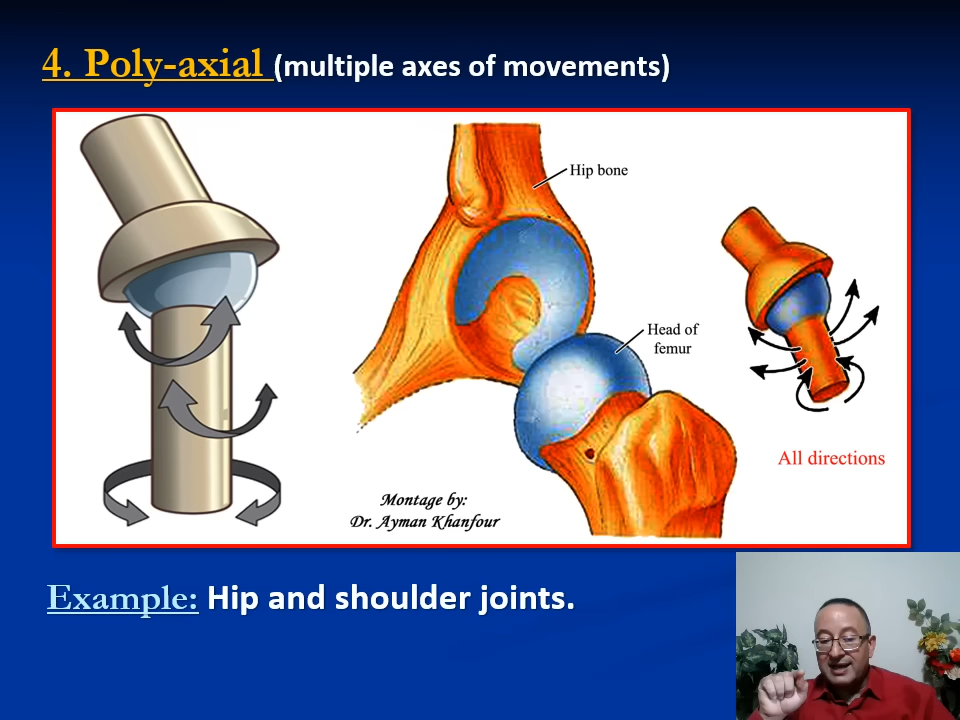 4. Poly-axial (multiple axes of movements)
Hip bone
Head of
femur
All directions
Montage by:
Dr. Ayman Khanfour
Example: Hip and shoulder joints.